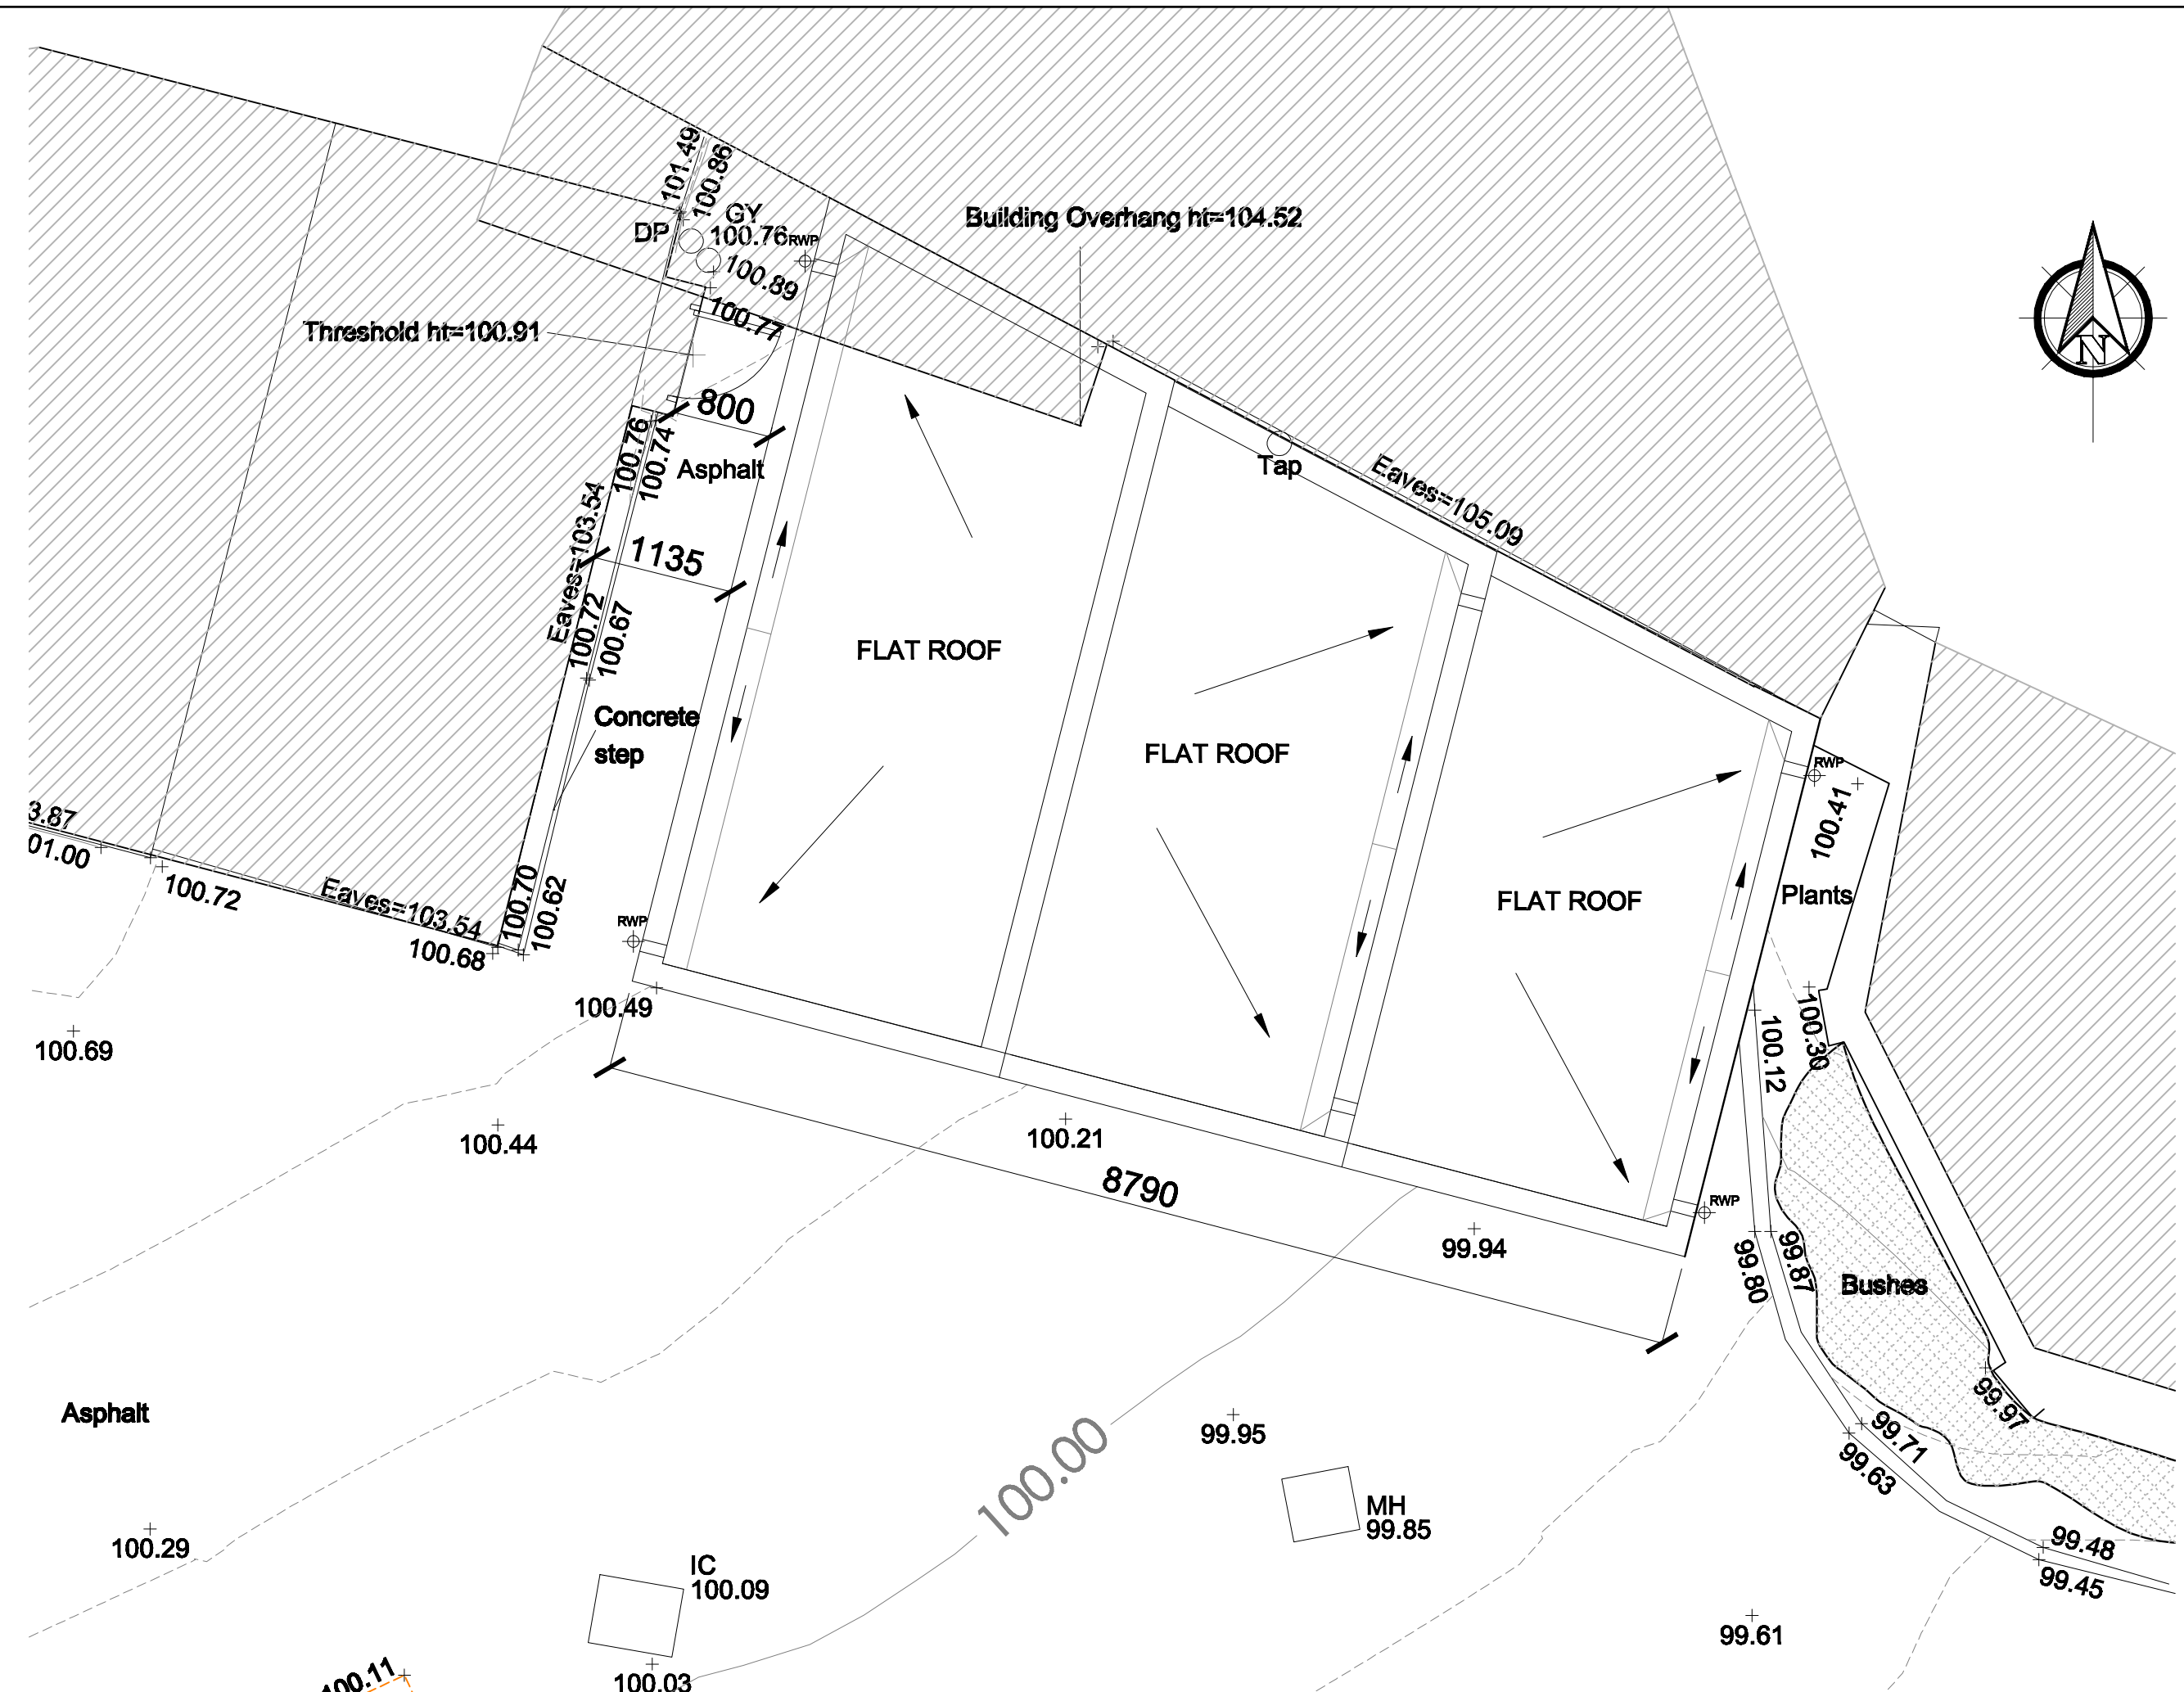 101.49
100.86
GY
DP
100.76
RWP
100.89
100.77
Building Overhang ht=104.52
Threshold ht=100.91
N
800
100.76
100.74
Asphalt
Tap
Eaves=105.09
Eaves=103.54
1135
100.72
100.67
FLAT ROOF
FLAT ROOF
FLAT ROOF
Concrete
step
RWP
100.41
Plants
3.87
01.00
100.72
Eaves=103.54
100.70
100.62
100.68
RWP
100.49
100.69
100.44
100.21
8790
99.94
RWP
100.30
100.12
99.80
99.87
Bushes
99.97
Asphalt
99.95
100.00
99.71
99.63
MH
99.85
100.29
IC
100.09
99.48
99.45
99.61
100.03
100.11